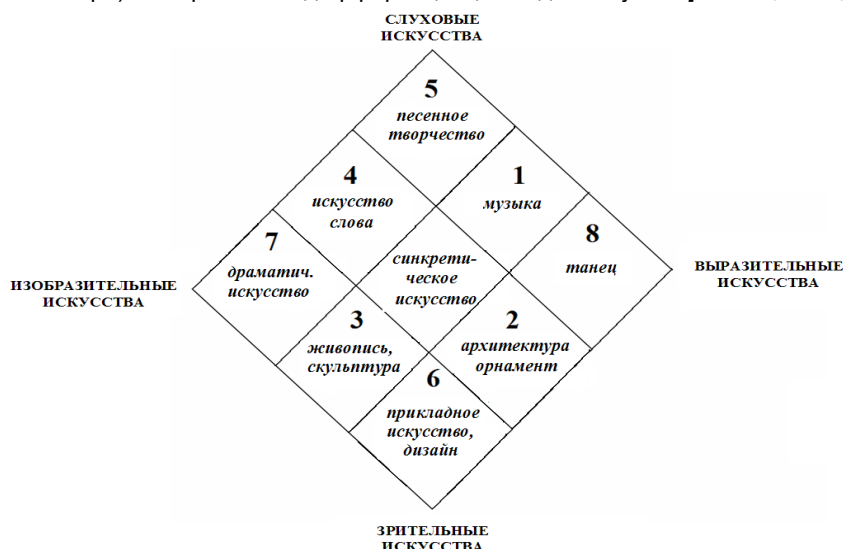 СЛУХОВЫЕ
ИСКУССТВА
5
песенное
творчество
4
искусство
слова
1
музыка
7
драматич.
искусство
синкрети-
ческое
искусство
8
танец
ИЗОБРАЗИТЕЛЬНЫЕ
ИСКУССТВА
ВЫРАЗИТЕЛЬНЫЕ
ИСКУССТВА
3
живопись,
скульптура
2
архитектура
орнамент
6
прикладное
искусство,
дизайн
ЗРИТЕЛЬНЫЕ
ИСКУССТВА